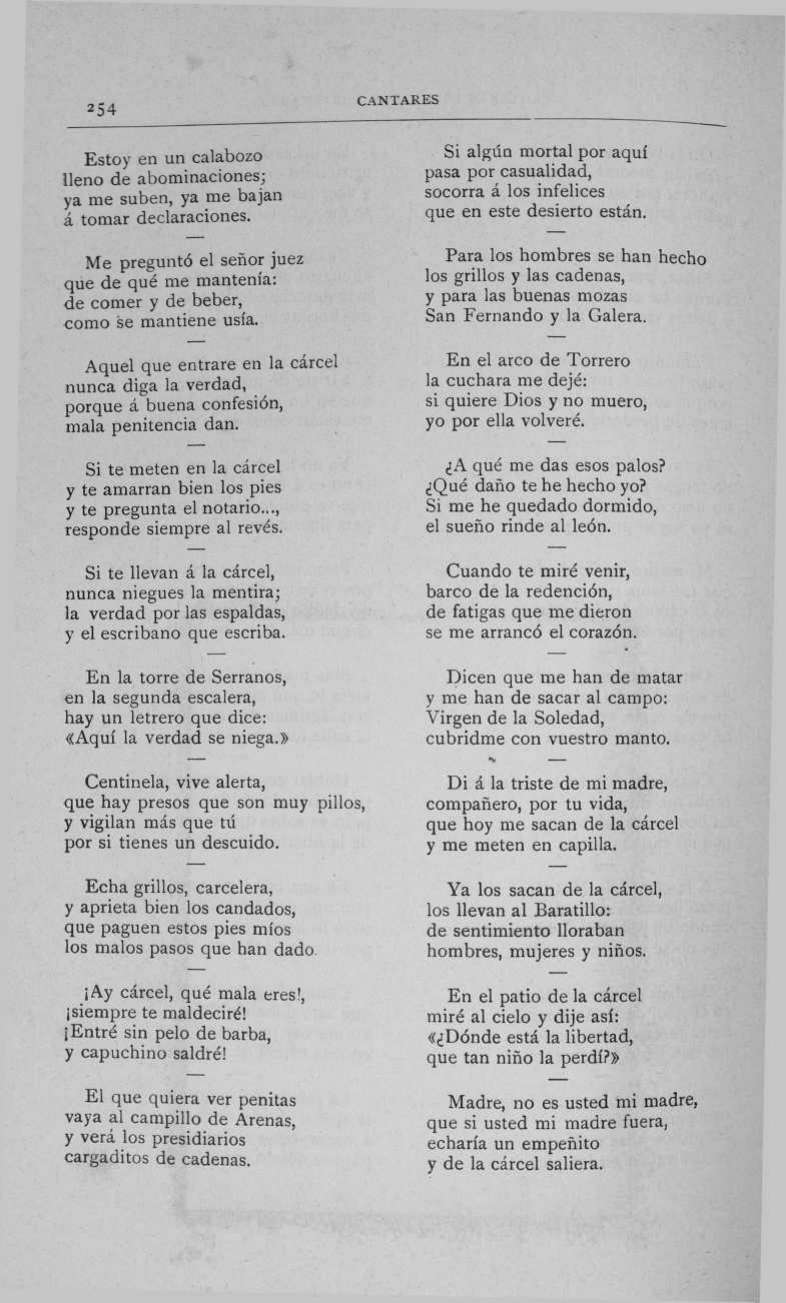 254
CANTARES
Estoy en un calabozo
lleno de abominaciones;
ya me suben, ya me bajan
á tomar declaraciones.
—
Me preguntó el señor juez
que de qué me mantenía:
de comer y de beber,
como se mantiene usía.
—
Aquel que entrare en la cárcel
nunca diga la verdad,
porque á buena confesión,
mala penitencia dan.
—
Si te meten en la cárcel
y te amarran bien los pies
y te pregunta el notario...,
responde siempre al revés.
—
Si te llevan á la cárcel,
nunca niegues la mentira;
la verdad por las espaldas,
y el escribano que escriba.
—
En la torre de Serranos,
en la segunda escalera,
hay un letrero que dice:
«Aquí la verdad se niega.»
—
Centinela, vive alerta,
que hay presos que son muy pillos,
y vigilan más que tú
por si tienes un descuido.
—
Echa grillos, carcelera,
y aprieta bien los candados,
que paguen estos pies míos
los malos pasos que han dado.
—
¡Ay cárcel, qué mala eres!,
¡siempre te maldeciré!
¡Entré sin pelo de barba,
y capuchino saldré!
—
El que quiera ver penitas
vaya al campillo de Arenas,
y verá los presidiarios
cargaditos de cadenas.
Si algún mortal por aquí
pasa por casualidad,
socorra á los infelices
que en este desierto están.
—
Para los hombres se han hecho
los grillos y las cadenas,
y para las buenas mozas
San Fernando y la Galera.
—
En el arco de Torrero
la cuchara me dejé:
si quiere Dios y no muero,
yo por ella volveré.
—
¿A qué me das esos palos?
¿Qué daño te he hecho yo?
Si me he quedado dormido,
el sueño rinde al león.
—
Cuando te miré venir,
barco de la redención,
de fatigas que me dieron
se me arrancó el corazón.
—
Dicen que me han de matar
y me han de sacar al campo:
Virgen de la Soledad,
cubridme con vuestro manto.
—
Di á la triste de mi madre,
compañero, por tu vida,
que hoy me sacan de la cárcel
y me meten en capilla.
—
Ya los sacan de la cárcel,
los llevan al Baratillo:
de sentimiento lloraban
hombres, mujeres y niños.
—
En el patio de la cárcel
miré al cielo y dije así:
«¿Dónde está la libertad,
que tan niño la perdí?»
—
Madre, no es usted mi madre,
que si usted mi madre fuera,
echaría un empeñito
y de la cárcel saliera.